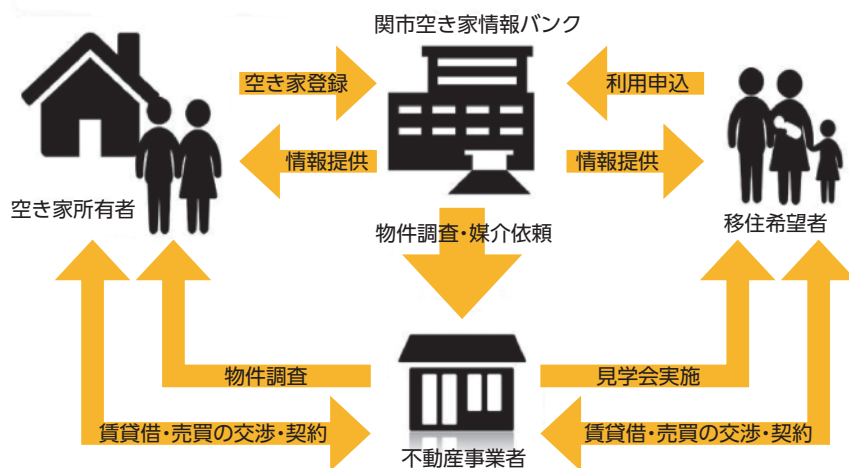 関市空き家情報バンク
空き家登録
利用申込
情報提供
情報提供
空き家所有者
移住希望者
物件調査・媒介依頼
物件調査
見学会実施
賃貸借・売買の交渉・契約
賃貸借・売買の交渉・契約
不動産事業者